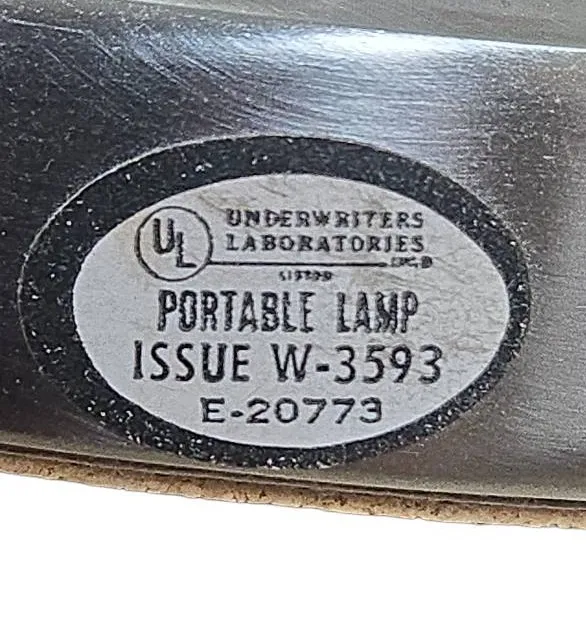 UL
UNDERWRITERS
LABORATORIES
INC.®
LISTED
PORTABLE LAMP
ISSUE W-3593
E-20773